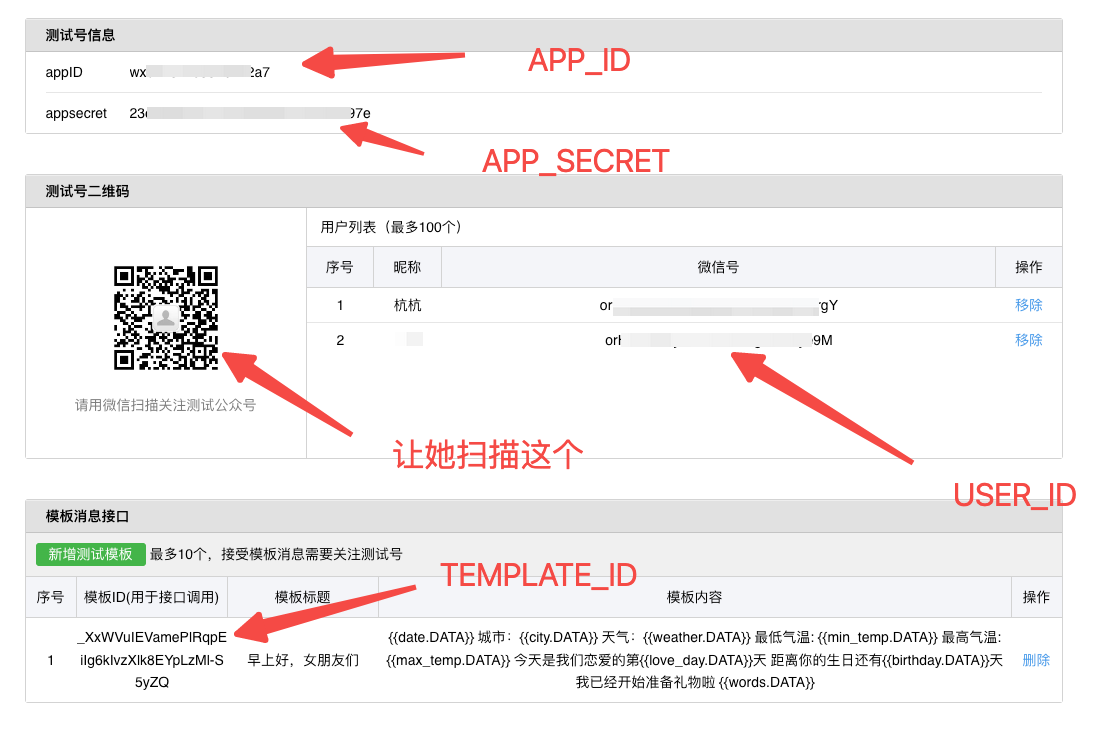 测试号信息
appID wx 2a7
APP_ID
appsecret 23 97e
APP_SECRET
测试号二维码
用户列表（最多100个）
序号 昵称 微信号 操作
1 杭杭 or rgY 移除
2 orH 9M 移除
请用微信扫描关注测试公众号
让她扫描这个
USER_ID
模板消息接口
新增测试模板 最多10个，接受模板消息需要关注测试号
TEMPLATE_ID
序号 模板ID(用于接口调用) 模板标题 模板内容 操作
_XxWVuIEVamePlRqpE {{date.DATA}} 城市：{{city.DATA}} 天气：{{weather.DATA}} 最低气温: {{min_temp.DATA}} 最高气温:
1 iIg6kIvzXlk8EYpLzMl-S 早上好，女朋友们 {{max_temp.DATA}} 今天是我们恋爱的第{{love_day.DATA}}天 距离你的生日还有{{birthday.DATA}}天 删除
5yZQ 我已经开始准备礼物啦 {{words.DATA}}